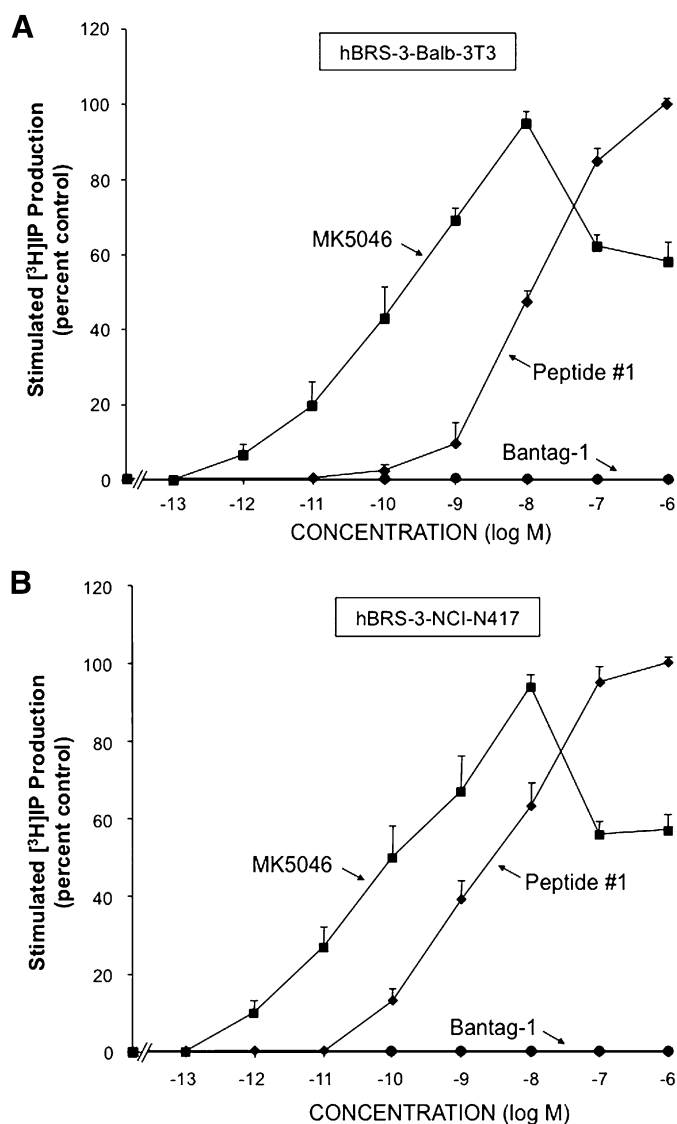 A
hBRS-3-Balb-3T3
Stimulated [³H]IP Production
(percent control)
120
100
80
60
40
20
0
MK5046
Peptide #1
Bantag-1
-13 -12 -11 -10 -9 -8 -7 -6
CONCENTRATION (log M)
B
hBRS-3-NCI-N417
Stimulated [³H]IP Production
(percent control)
120
100
80
60
40
20
0
MK5046
Peptide #1
Bantag-1
-13 -12 -11 -10 -9 -8 -7 -6
CONCENTRATION (log M)